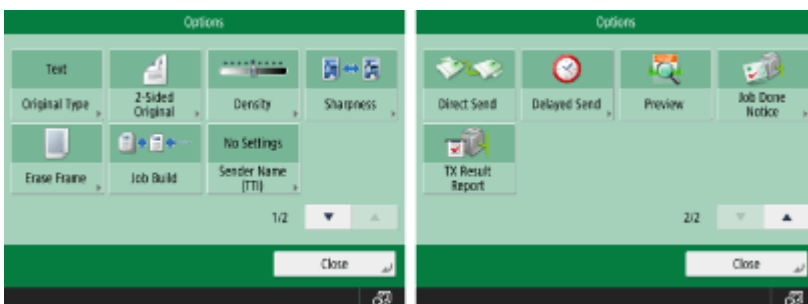 Options
Text
Original Type
2-Sided
Original
Density
Sharpness
Erase Frame
Job Build
No Settings
Sender Name
(TTI)
1/2
Close
Options
Direct Send
Delayed Send
Preview
Job Done
Notice
TX Result
Report
2/2
Close